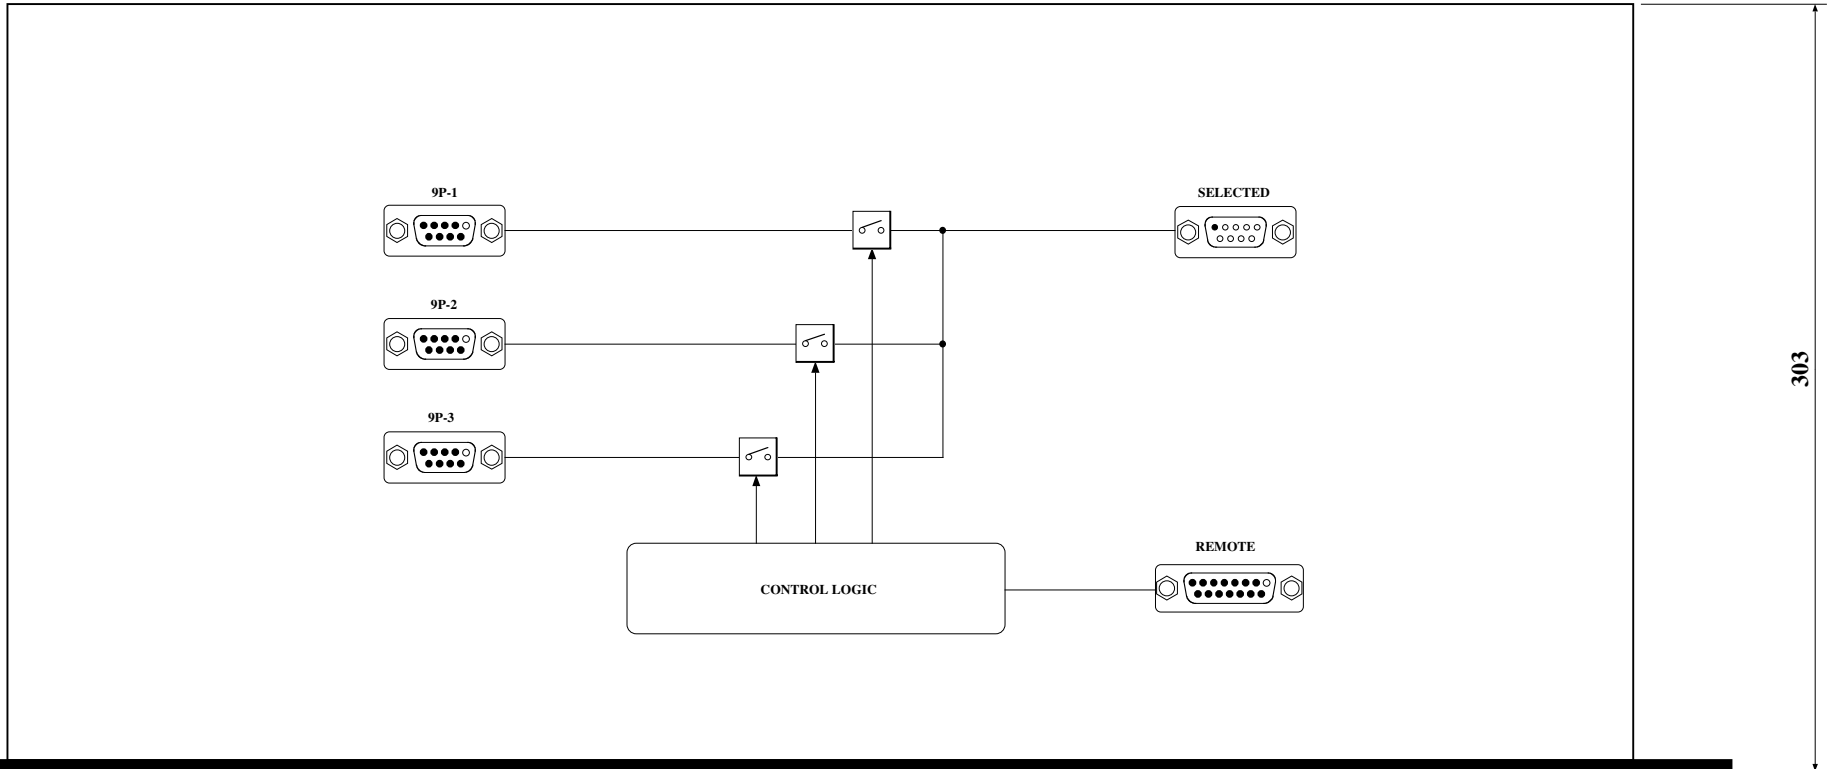 9P-1
SELECTED
9P-2
303
9P-3
REMOTE
CONTROL LOGIC